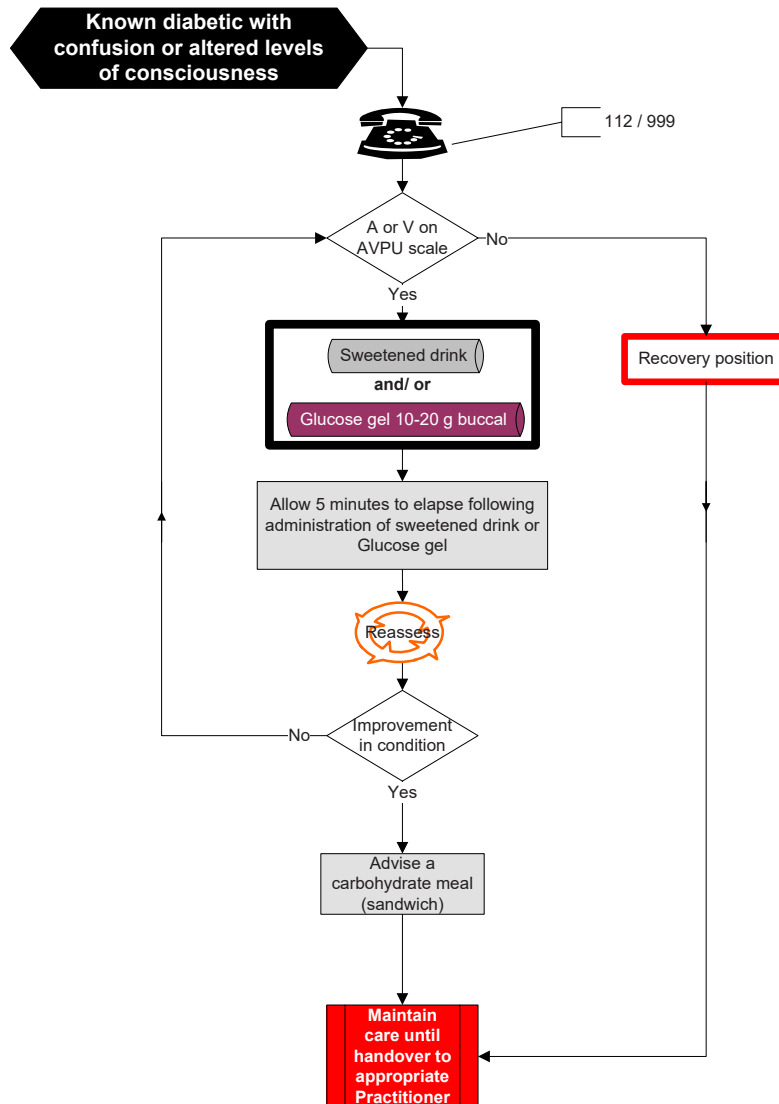 Known diabetic with
confusion or altered levels
of consciousness
112 / 999
A or V on
AVPU scale
No
Yes
Sweetened drink
and/ or
Glucose gel 10-20 g buccal
Recovery position
Allow 5 minutes to elapse following
administration of sweetened drink or
Glucose gel
Reassess
Improvement
in condition
No
Yes
Advise a
carbohydrate meal
(sandwich)
Maintain
care until
handover to
appropriate
Practitioner